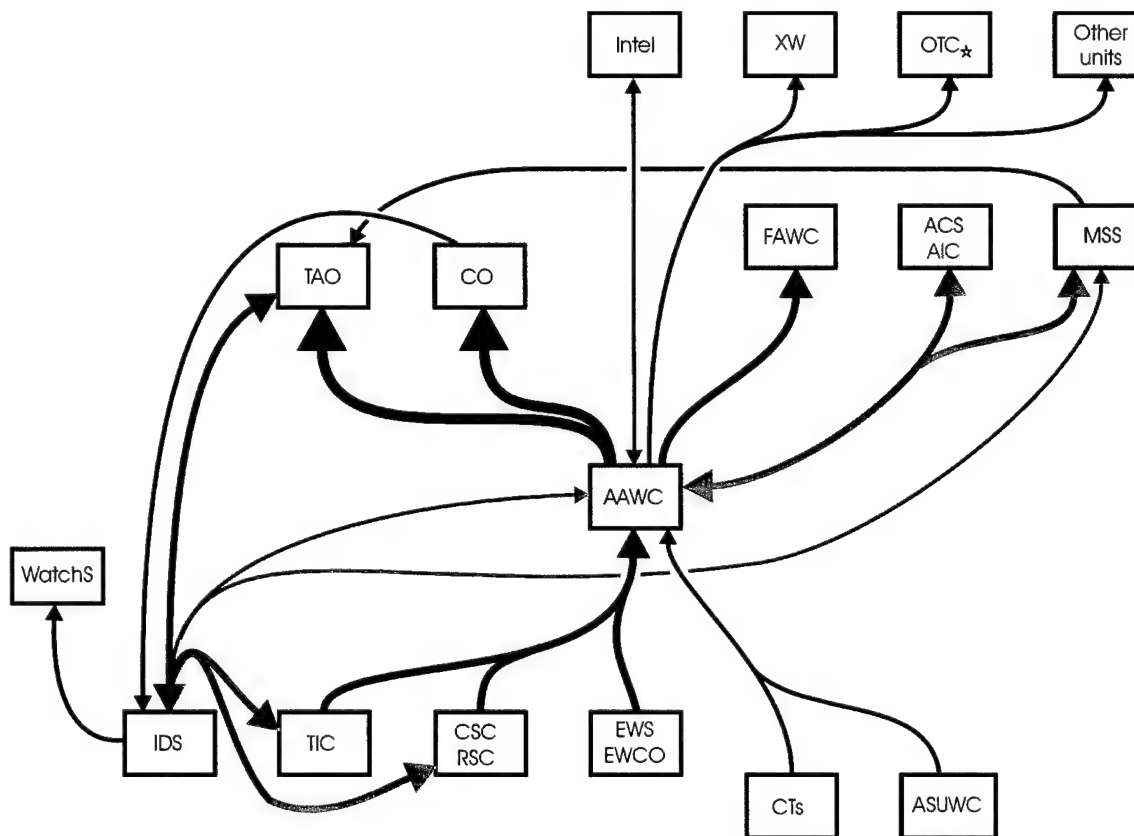 Intel
XW
OTC☆
Other
units
TAO
CO
FAWC
ACS
AIC
MSS
AAWC
WatchS
IDS
TIC
CSC
RSC
EWS
EWCO
CTs
ASUWC